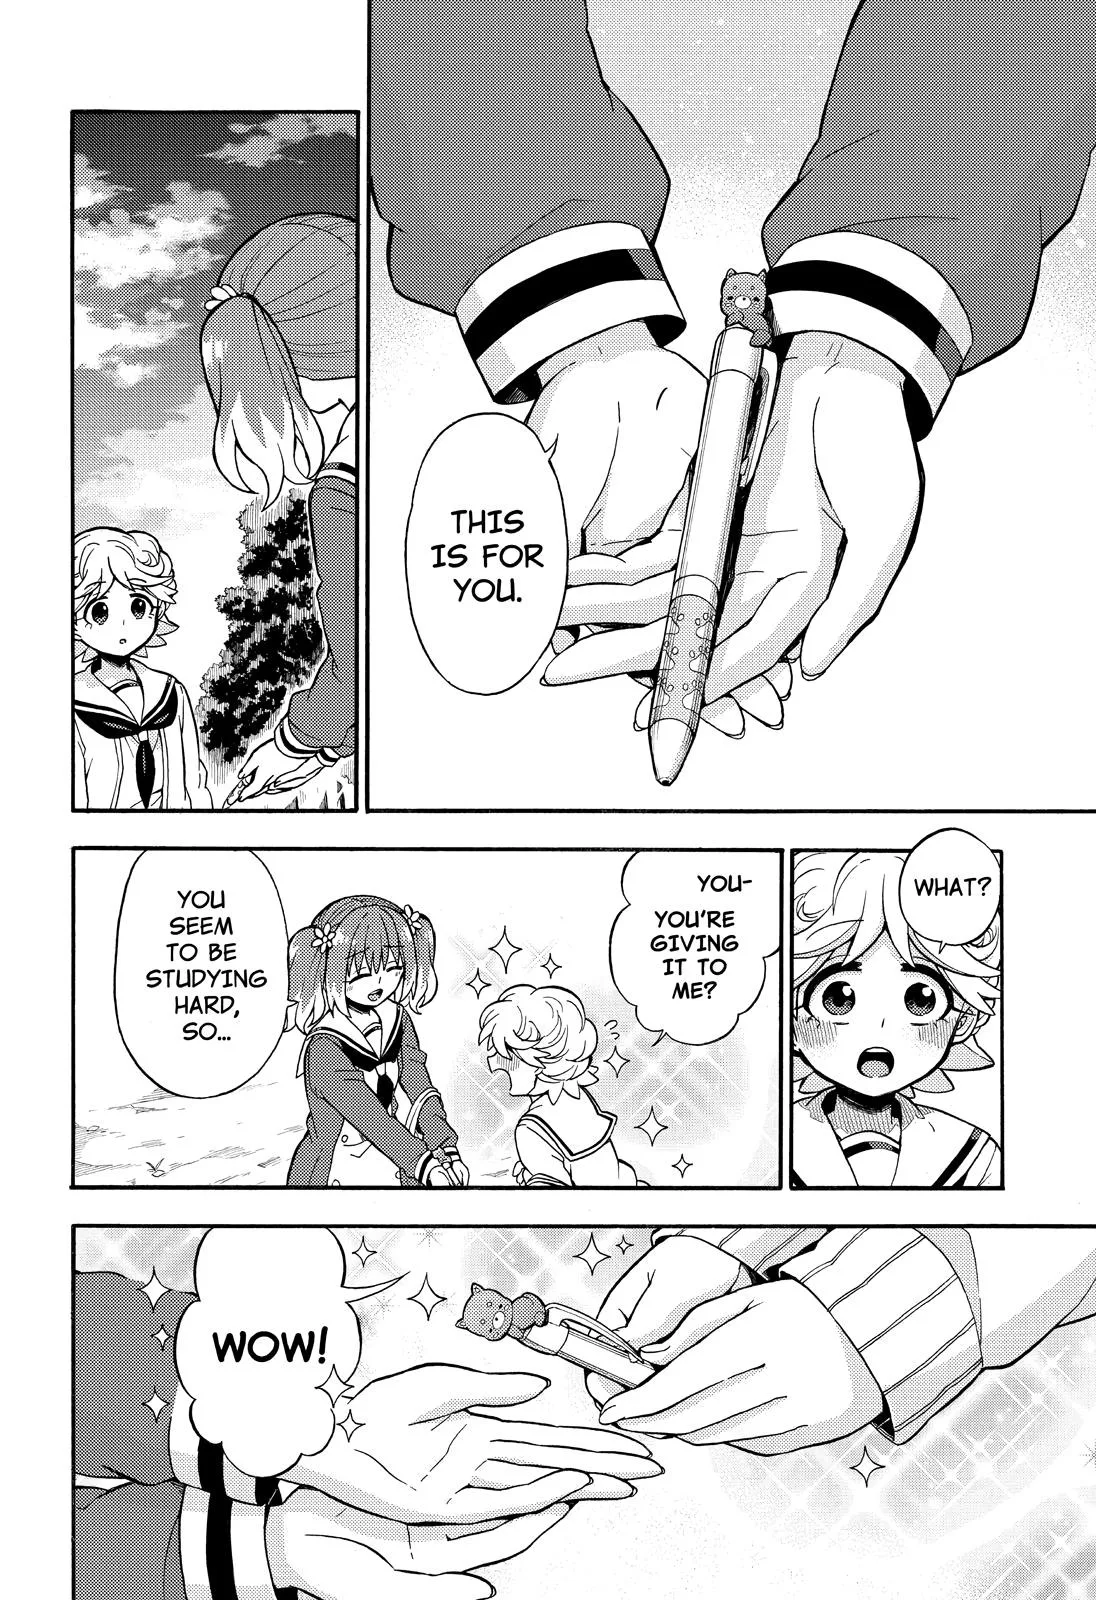 THIS
IS FOR
YOU.
WHAT?
YOU-
YOU'RE
GIVING
IT TO
ME?
YOU
SEEM
TO BE
STUDYING
HARD,
SO...
WOW!